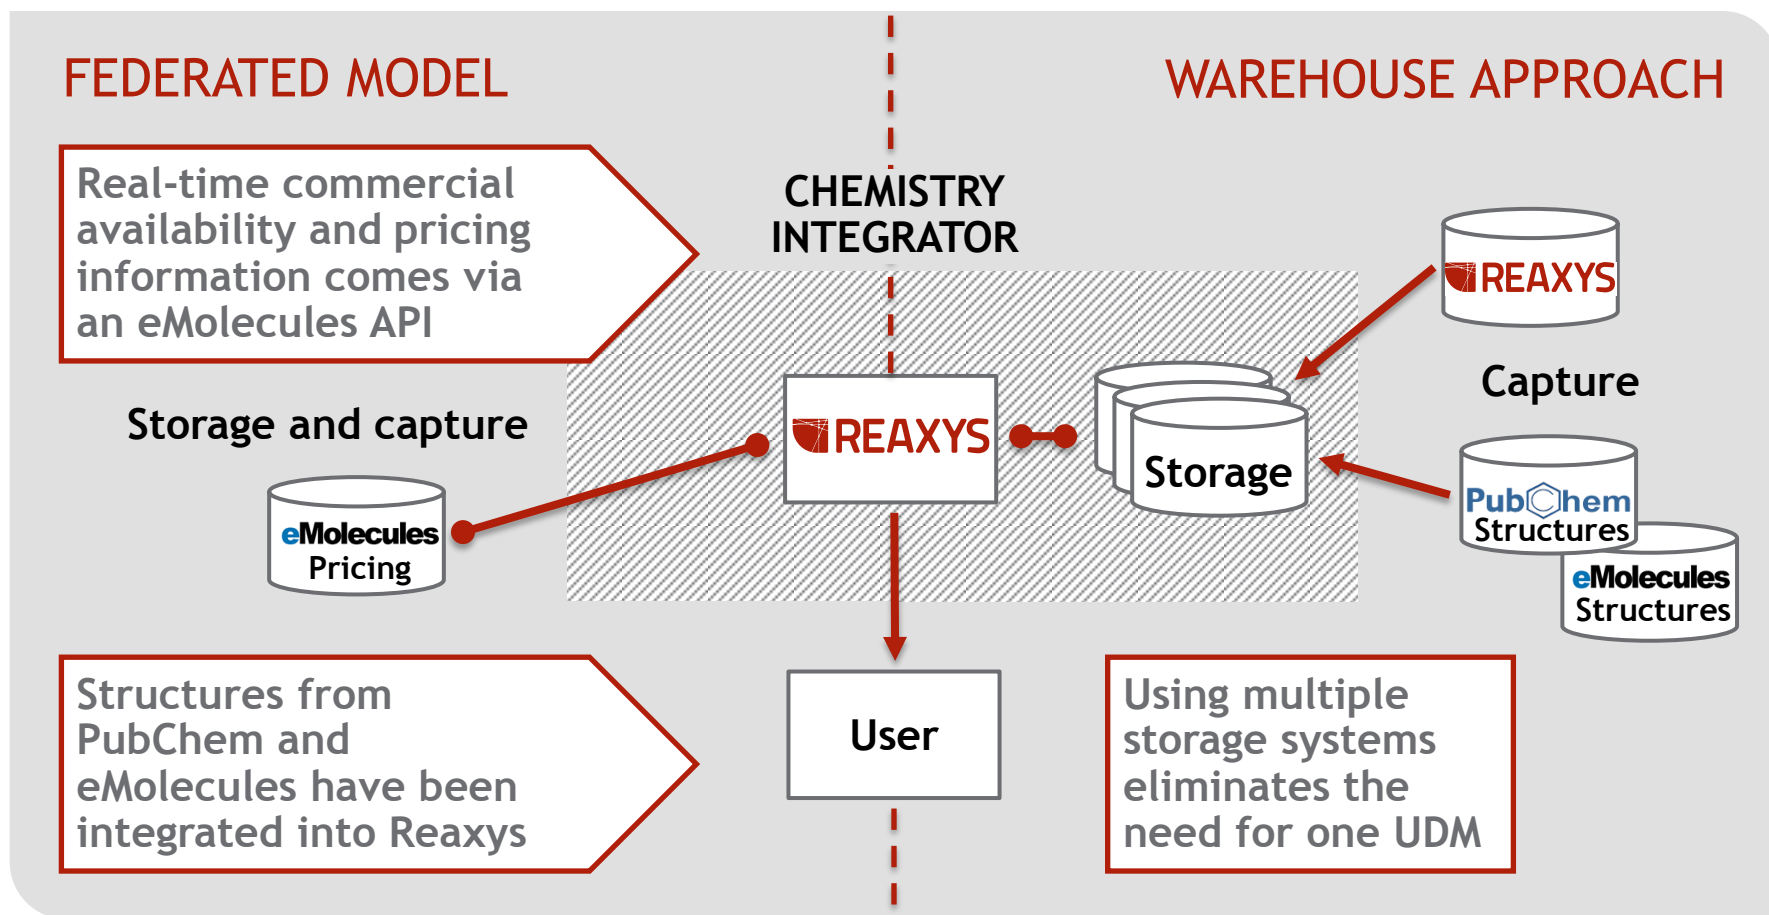 FEDERATED MODEL
WAREHOUSE APPROACH
Real-time commercial
availability and pricing
information comes via
an eMolecules API
CHEMISTRY
INTEGRATOR
REAXYS
Capture
Storage and capture
REAXYS
Storage
eMolecules
Pricing
PubChem
Structures
eMolecules
Structures
Structures from
PubChem and
eMolecules have been
integrated into Reaxys
User
Using multiple
storage systems
eliminates the
need for one UDM